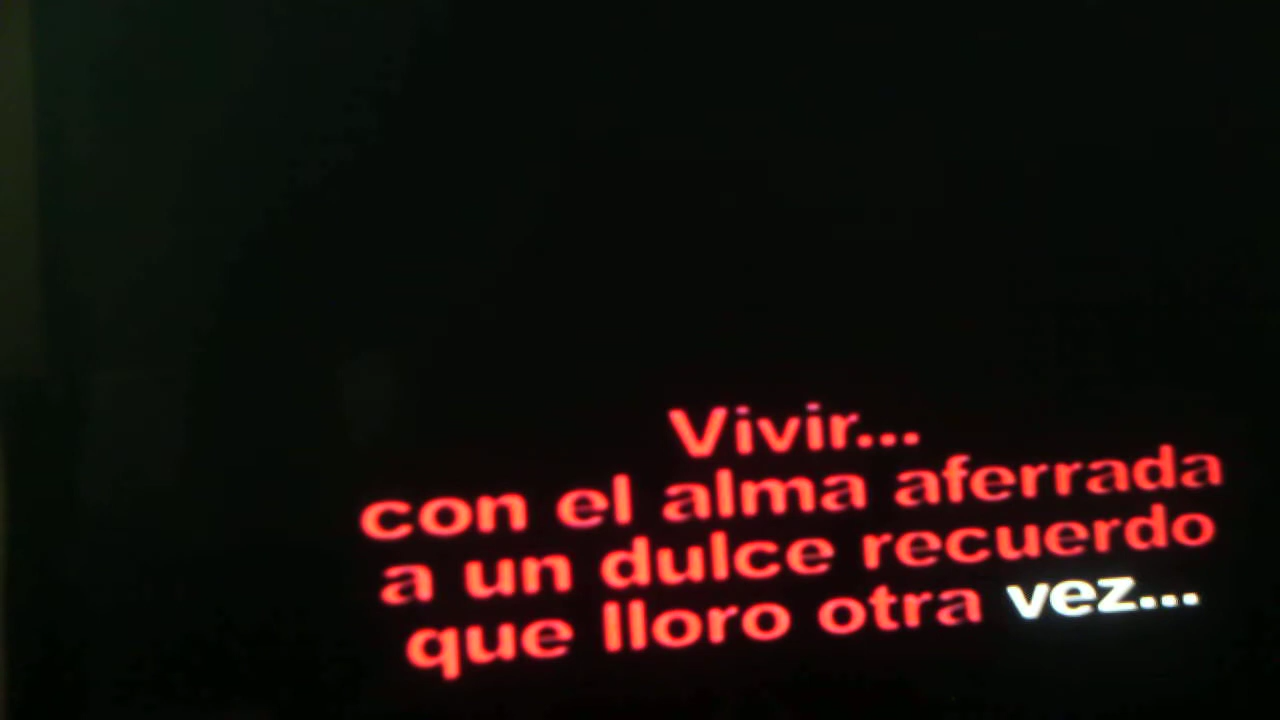 Vivir...
con el alma aferrada
a un dulce recuerdo
que lloro otra vez...